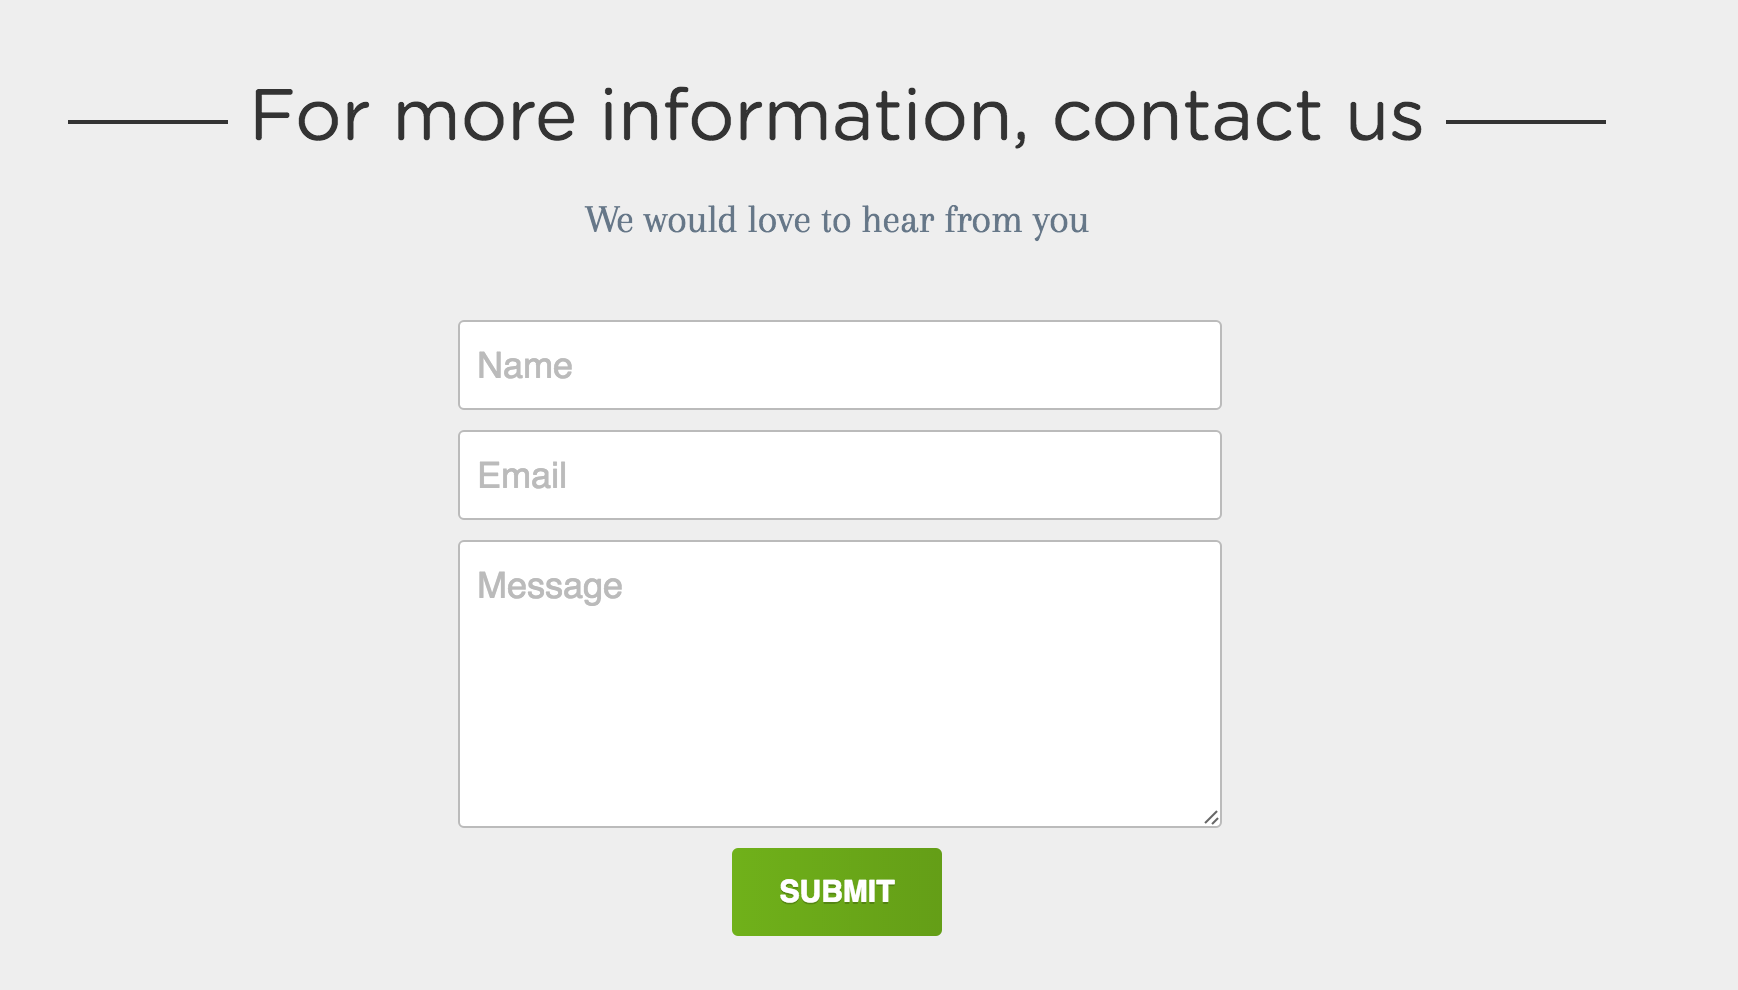 For more information, contact us
We would love to hear from you
Name
Email
Message
SUBMIT